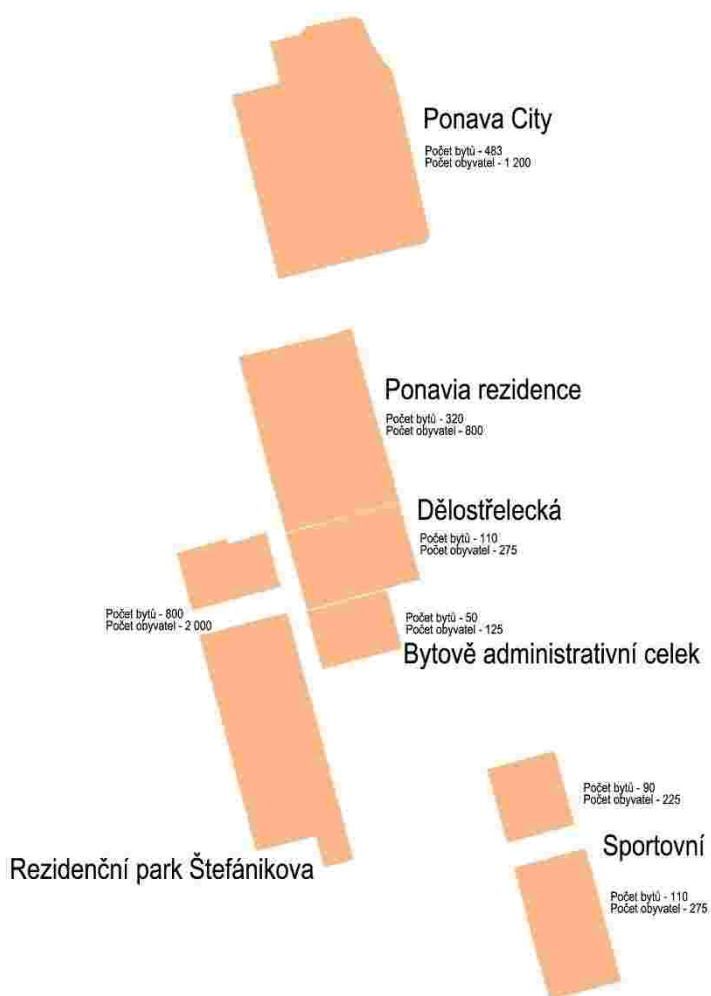 Ponava City
Počet bytů - 483
Počet obyvatel - 1 200
Ponavia rezidence
Počet bytů - 320
Počet obyvatel - 800
Dělostřelecká
Počet bytů - 110
Počet obyvatel - 275
Počet bytů - 800
Počet obyvatel - 2 000
Počet bytů - 50
Počet obyvatel - 125
Bytově administrativní celek
Počet bytů - 90
Počet obyvatel - 225
Sportovní
Rezidenční park Štefánikova
Počet bytů - 110
Počet obyvatel - 275